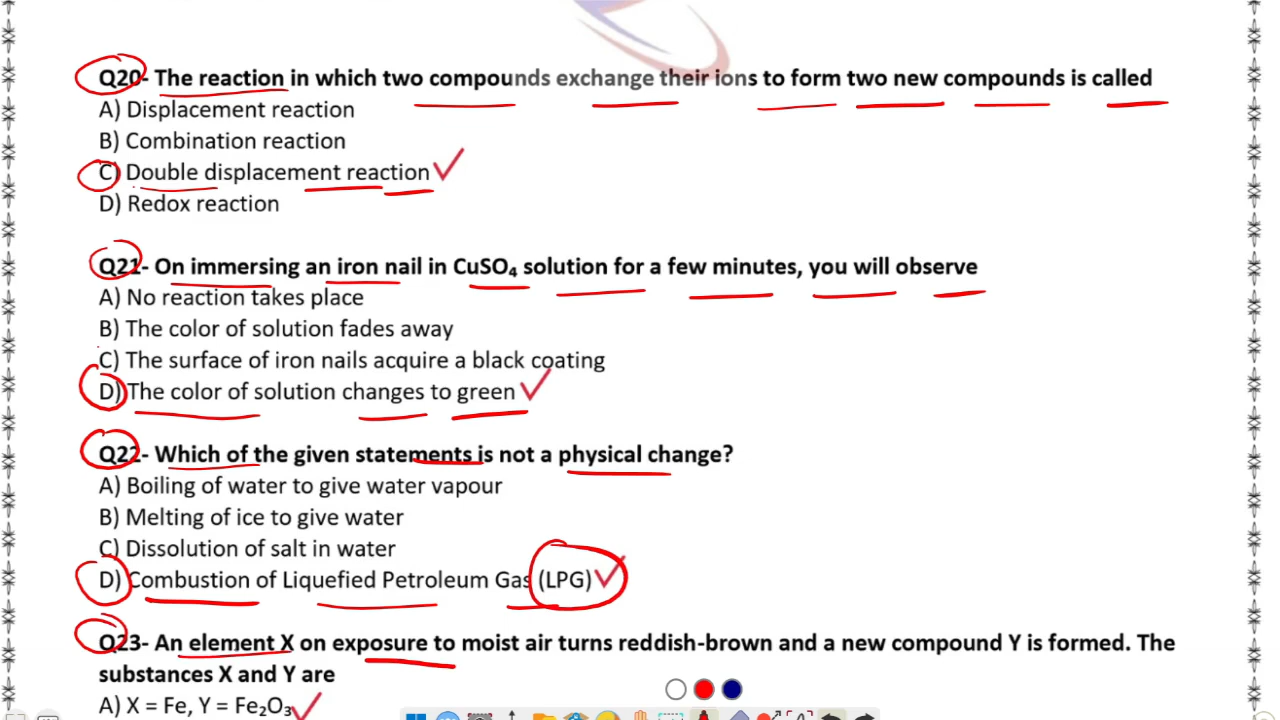 Q20- The reaction in which two compounds exchange their ions to form two new compounds is called
A) Displacement reaction
B) Combination reaction
C) Double displacement reaction
D) Redox reaction
Q21- On immersing an iron nail in CuSO₄ solution for a few minutes, you will observe
A) No reaction takes place
B) The color of solution fades away
C) The surface of iron nails acquire a black coating
D) The color of solution changes to green
Q22- Which of the given statements is not a physical change?
A) Boiling of water to give water vapour
B) Melting of ice to give water
C) Dissolution of salt in water
D) Combustion of Liquefied Petroleum Gas (LPG)
Q23- An element X on exposure to moist air turns reddish-brown and a new compound Y is formed. The
substances X and Y are
A) X = Fe, Y = Fe₂O₃